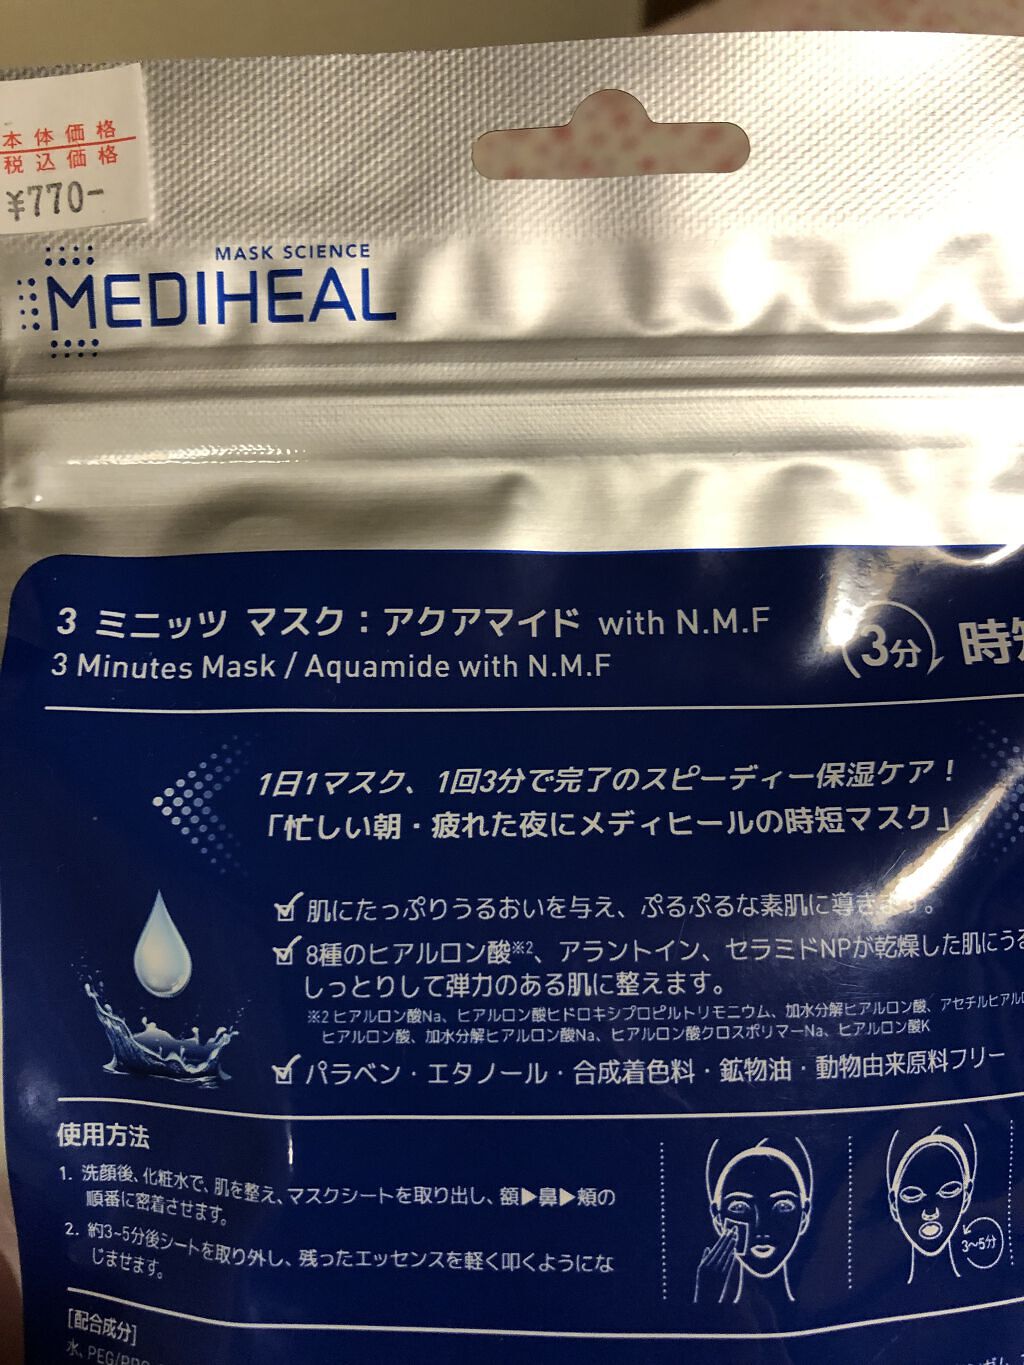 本体価格
税込価格
¥770-
MASK SCIENCE
MEDIHEAL
3 ミニッツ マスク：アクアマイド with N.M.F
3 Minutes Mask / Aquamide with N.M.F
3分
時短
1日1マスク、1回3分で完了のスピーディー保湿ケア！
「忙しい朝・疲れた夜にメディヒールの時短マスク」
肌にたっぷりうるおいを与え、ぷるぷるな素肌に導きます。
8種のヒアルロン酸※2、アラントイン、セラミドNPが乾燥した肌にうる
しっとりして弾力のある肌に整えます。
※2 ヒアルロン酸Na、ヒアルロン酸ヒドロキシプロピルトリモニウム、加水分解ヒアルロン酸、アセチルヒアルロ
ヒアルロン酸、加水分解ヒアルロン酸Na、ヒアルロン酸クロスポリマーNa、ヒアルロン酸K
パラベン・エタノール・合成着色料・鉱物油・動物由来原料フリー
使用方法
1. 洗顔後、化粧水で、肌を整え、マスクシートを取り出し、額▶鼻▶頬の
順番に密着させます。
2. 約3~5分後シートを取り外し、残ったエッセンスを軽く叩くようにな
じませます。
3~5分
[配合成分]
水、PEG/PPG